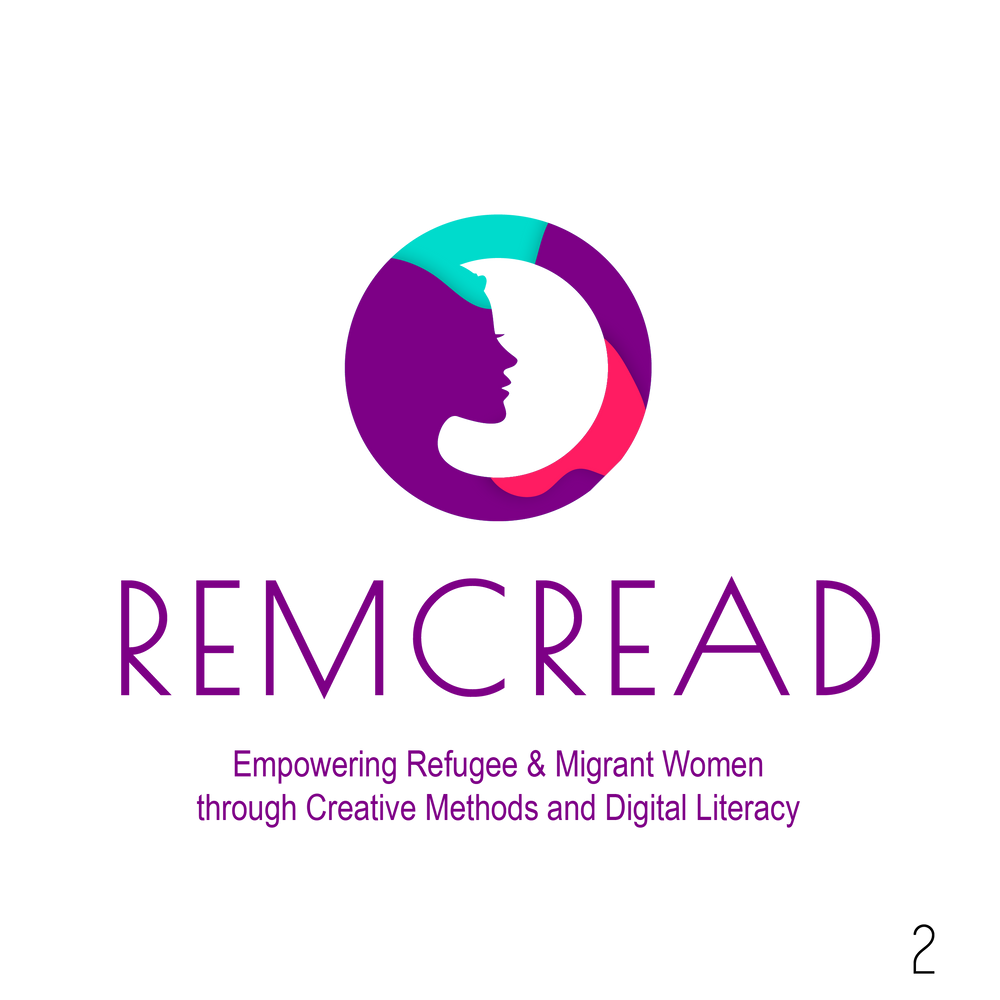 REMCREAD
Empowering Refugee & Migrant Women
through Creative Methods and Digital Literacy
2